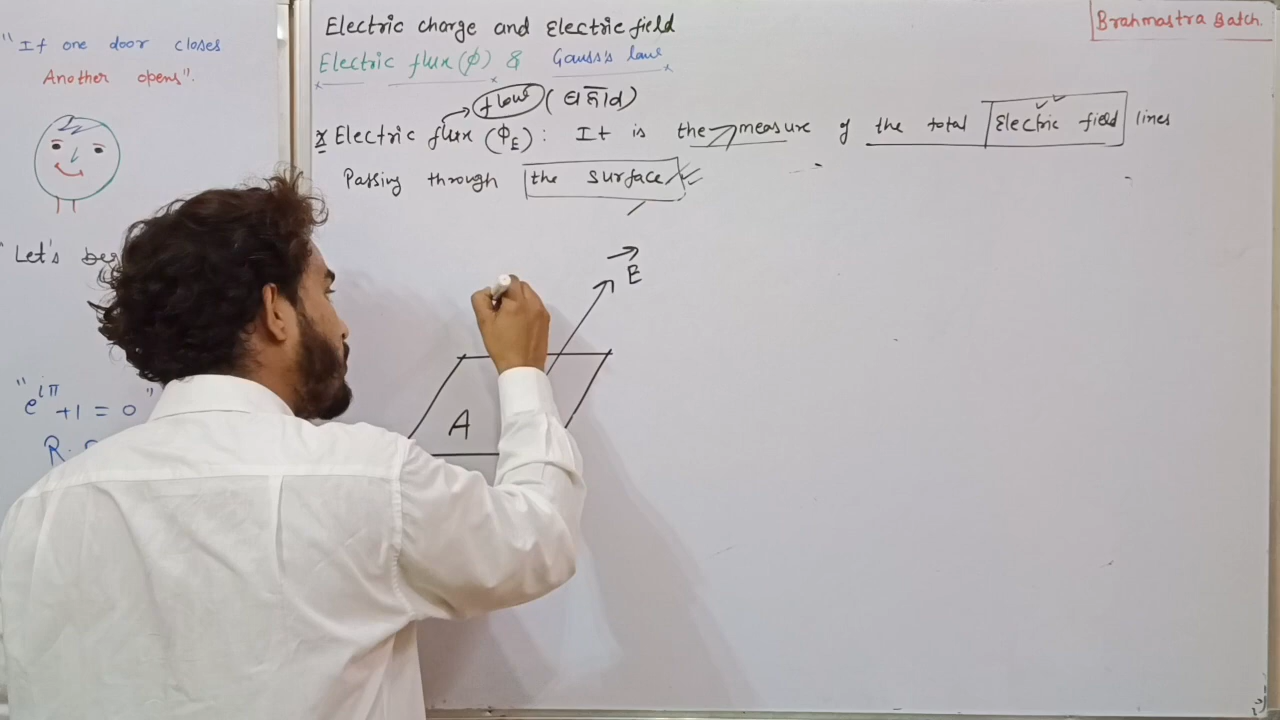 "If one door closes
Another opens".
"Let's
"e^iπ +1 = 0"
R.
Electric charge and Electric field
Brahmastra Batch.
Electric flux (ϕ) & Gauss's law
flow (बहाव)
Electric flux (ϕ_E): It is the measure of the total Electric field lines
Passing through the surface
E
A